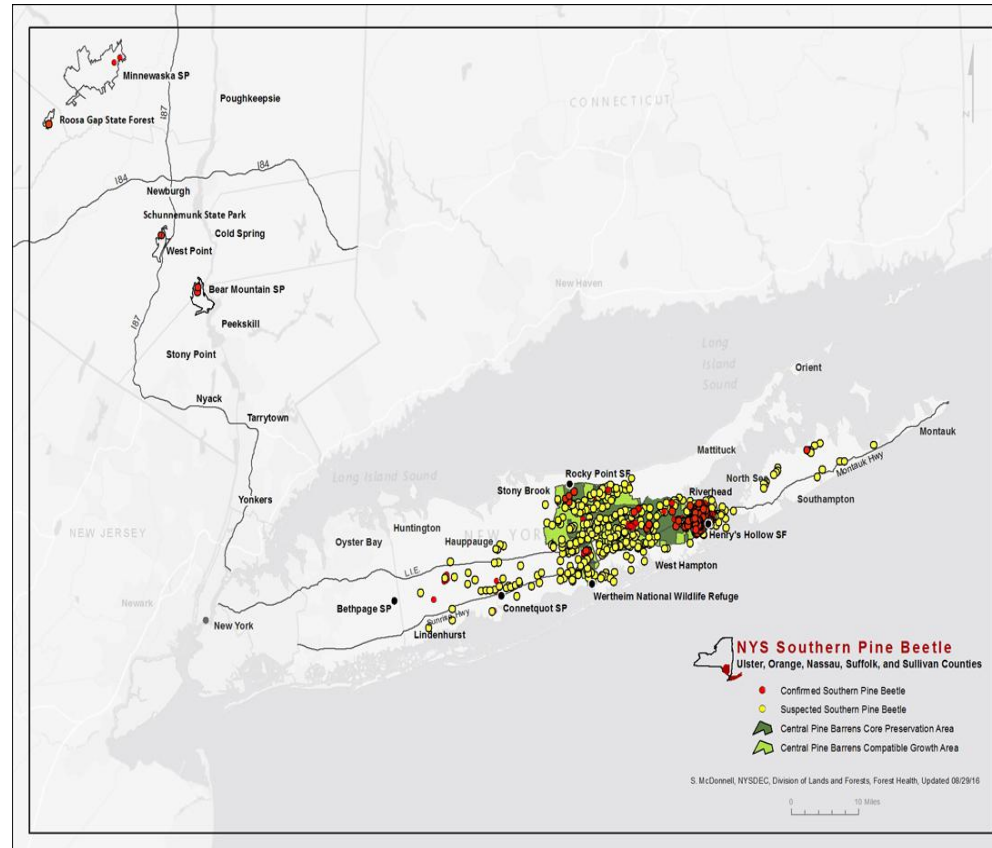 Minnewaska SP
Poughkeepsie
CONNECTICUT
N
Roosa Gap State Forest
I87
I84
I84
Newburgh
Schunnemunk State Park
Cold Spring
West Point
Bear Mountain SP
New Haven
I87
Peekskill
Stony Point
Long
Island
Sound
Orient
Nyack
Tarrytown
Montauk
Mattituck
Long Island Sound
Rocky Point SF
North Sea
Montauk Hwy
Stony Brook
Riverhead
Southampton
Yonkers
Huntington
NEW YORK
NEW JERSEY
Oyster Bay
Hauppauge
Henry's Hollow SF
West Hampton
L.I.E.
Newark
Bethpage SP
Connetquot SP
Wertheim National Wildlife Refuge
New York
Sunrise Hwy
Lindenhurst
NYS Southern Pine Beetle
Ulster, Orange, Nassau, Suffolk, and Sullivan Counties
Confirmed Southern Pine Beetle
Suspected Southern Pine Beetle
Central Pine Barrens Core Preservation Area
Central Pine Barrens Compatible Growth Area
S. McDonnell, NYSDEC, Division of Lands and Forests, Forest Health, Updated 08/29/16
0 10 Miles